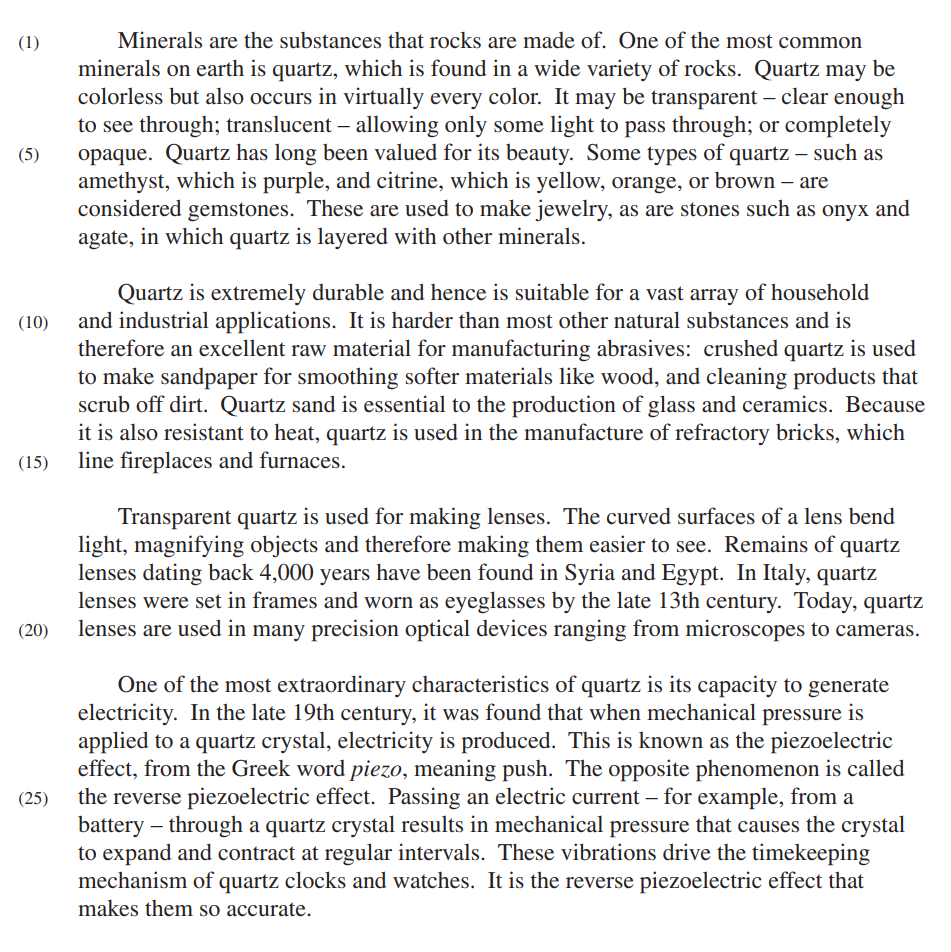 (1) Minerals are the substances that rocks are made of. One of the most common
minerals on earth is quartz, which is found in a wide variety of rocks. Quartz may be
colorless but also occurs in virtually every color. It may be transparent – clear enough
to see through; translucent – allowing only some light to pass through; or completely
(5) opaque. Quartz has long been valued for its beauty. Some types of quartz – such as
amethyst, which is purple, and citrine, which is yellow, orange, or brown – are
considered gemstones. These are used to make jewelry, as are stones such as onyx and
agate, in which quartz is layered with other minerals.
Quartz is extremely durable and hence is suitable for a vast array of household
(10) and industrial applications. It is harder than most other natural substances and is
therefore an excellent raw material for manufacturing abrasives: crushed quartz is used
to make sandpaper for smoothing softer materials like wood, and cleaning products that
scrub off dirt. Quartz sand is essential to the production of glass and ceramics. Because
it is also resistant to heat, quartz is used in the manufacture of refractory bricks, which
(15) line fireplaces and furnaces.
Transparent quartz is used for making lenses. The curved surfaces of a lens bend
light, magnifying objects and therefore making them easier to see. Remains of quartz
lenses dating back 4,000 years have been found in Syria and Egypt. In Italy, quartz
lenses were set in frames and worn as eyeglasses by the late 13th century. Today, quartz
(20) lenses are used in many precision optical devices ranging from microscopes to cameras.
One of the most extraordinary characteristics of quartz is its capacity to generate
electricity. In the late 19th century, it was found that when mechanical pressure is
applied to a quartz crystal, electricity is produced. This is known as the piezoelectric
effect, from the Greek word piezo, meaning push. The opposite phenomenon is called
(25) the reverse piezoelectric effect. Passing an electric current – for example, from a
battery – through a quartz crystal results in mechanical pressure that causes the crystal
to expand and contract at regular intervals. These vibrations drive the timekeeping
mechanism of quartz clocks and watches. It is the reverse piezoelectric effect that
makes them so accurate.